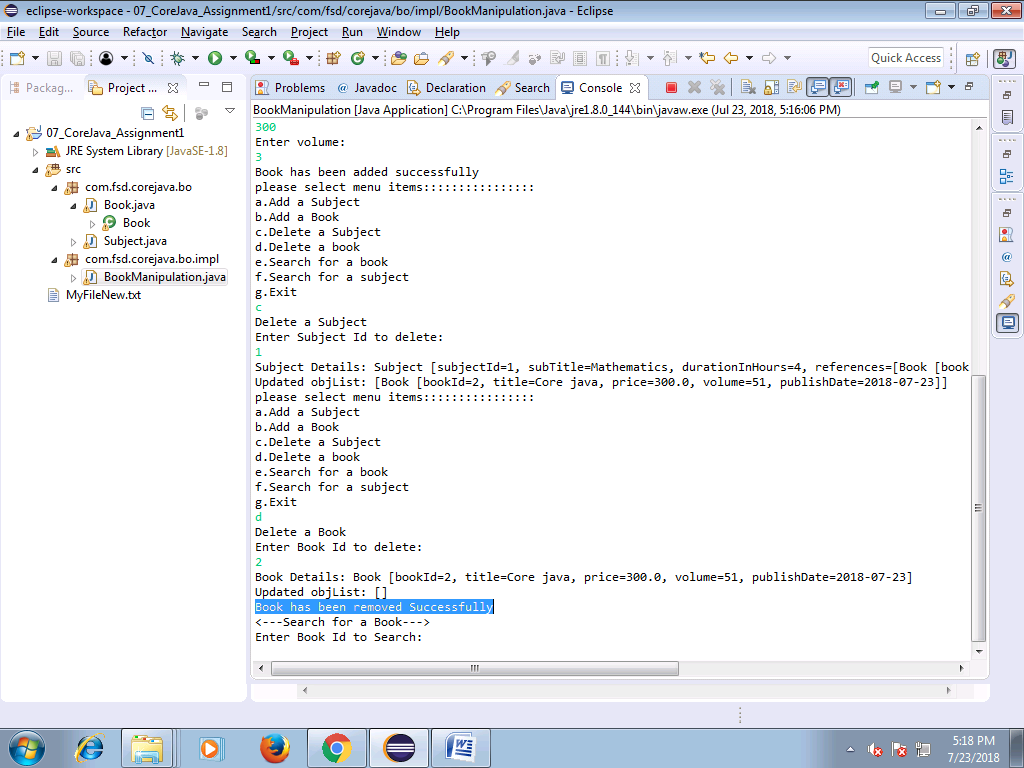 eclipse-workspace - 07_CoreJava_Assignment1/src/com/fsd/corejava/bo/impl/BookManipulation.java - Eclipse
File Edit Source Refactor Navigate Search Project Run Window Help
Quick Access
Packag...
Project ...
07_CoreJava_Assignment1
JRE System Library [JavaSE-1.8]
src
com.fsd.corejava.bo
Book.java
Book
Subject.java
com.fsd.corejava.bo.impl
BookManipulation.java
MyFileNew.txt
Problems @ Javadoc Declaration Search Console
BookManipulation [Java Application] C:\Program Files\Java\jre1.8.0_144\bin\javaw.exe (Jul 23, 2018, 5:16:06 PM)
300
Enter volume:
3
Book has been added successfully
please select menu items::::::::::::::::
a.Add a Subject
b.Add a Book
c.Delete a Subject
d.Delete a book
e.Search for a book
f.Search for a subject
g.Exit
c
Delete a Subject
Enter Subject Id to delete:
1
Subject Details: Subject [subjectId=1, subTitle=Mathematics, durationInHours=4, references=[Book [book
Updated objList: [Book [bookId=2, title=Core java, price=300.0, volume=51, publishDate=2018-07-23]]
please select menu items::::::::::::::::
a.Add a Subject
b.Add a Book
c.Delete a Subject
d.Delete a book
e.Search for a book
f.Search for a subject
g.Exit
d
Delete a Book
Enter Book Id to delete:
2
Book Details: Book [bookId=2, title=Core java, price=300.0, volume=51, publishDate=2018-07-23]
Updated objList: []
Book has been removed Successfully
<---Search for a Book--->
Enter Book Id to Search:
5:18 PM
7/23/2018